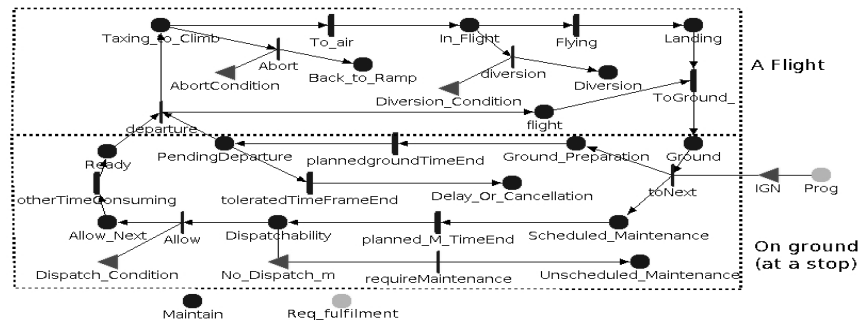 Taxing_to_Climb
To_air
In_Flight
Flying
Landing
A Flight
Abort
Back_to_Ramp
AbortCondition
diversion
Diversion
Diversion_Condition
ToGround_
flight
departure
Ready
PendingDeparture
plannedgroundTimeEnd
Ground_Preparation
Ground
toNext
IGN
Prog
otherTimeConsuming
toleratedTimeFrameEnd
Delay_Or_Cancellation
Allow_Next
Allow
Dispatchability
planned_M_TimeEnd
Scheduled_Maintenance
On ground
(at a stop)
Dispatch_Condition
No_Dispatch_m
requireMaintenance
Unscheduled_Maintenance
Maintain
Req_fulfilment